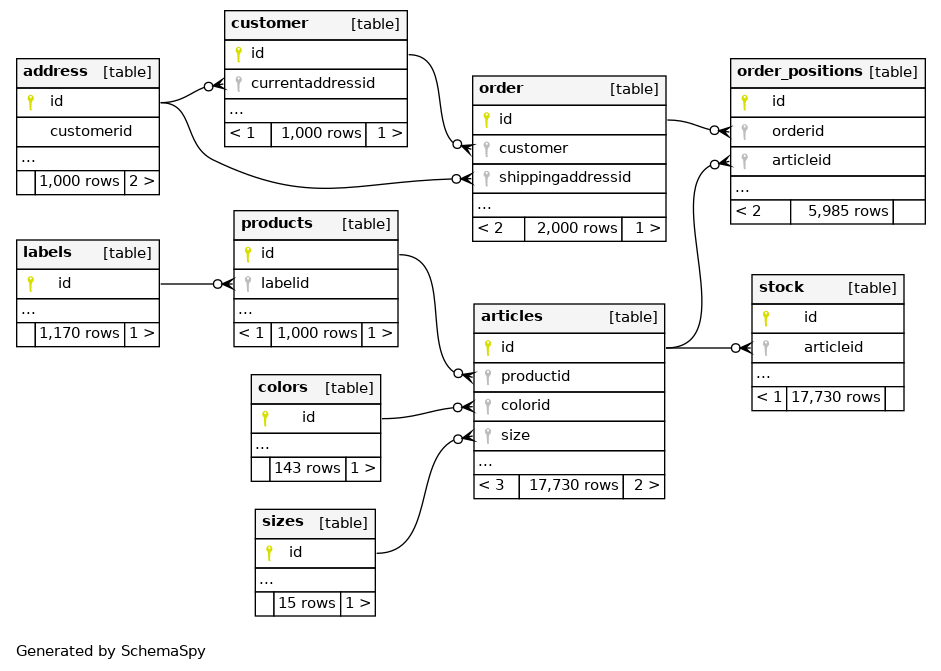 customer [table]
id
currentaddressid
...
< 1 1,000 rows 1 >
address [table]
id
customerid
...
1,000 rows 2 >
order [table]
id
customer
shippingaddressid
...
< 2 2,000 rows 1 >
order_positions [table]
id
orderid
articleid
...
< 2 5,985 rows
products [table]
id
labelid
...
< 1 1,000 rows 1 >
labels [table]
id
...
1,170 rows 1 >
articles [table]
id
productid
colorid
size
...
< 3 17,730 rows 2 >
stock [table]
id
articleid
...
< 1 17,730 rows
colors [table]
id
...
143 rows 1 >
sizes [table]
id
...
15 rows 1 >
Generated by SchemaSpy